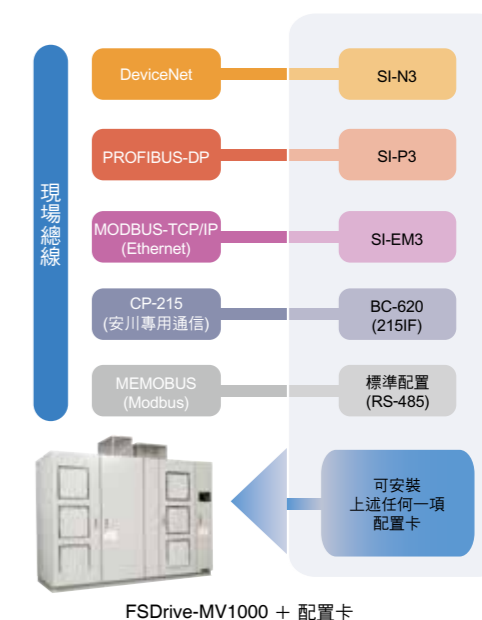 現場總線
DeviceNet
SI-N3
PROFIBUS-DP
SI-P3
MODBUS-TCP/IP
(Ethernet)
SI-EM3
CP-215
(安川專用通信)
BC-620
(215IF)
MEMOBUS
(Modbus)
標準配置
(RS-485)
可安裝
上述任何一項
配置卡
FSDrive-MV1000 + 配置卡